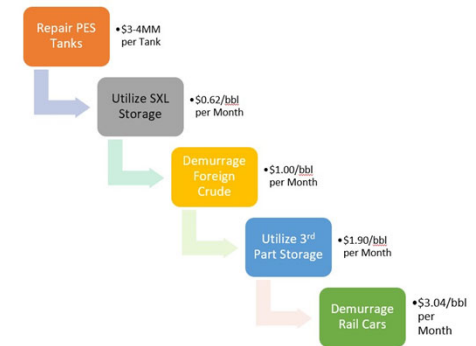 Repair PES
Tanks
•$3-4MM
per Tank
Utilize SXL
Storage
•$0.62/bbl
per Month
Demurrage
Foreign
Crude
•$1.00/bbl
per Month
Utilize 3rd
Part Storage
•$1.90/bbl
per Month
Demurrage
Rail Cars
•$3.04/bbl
per
Month